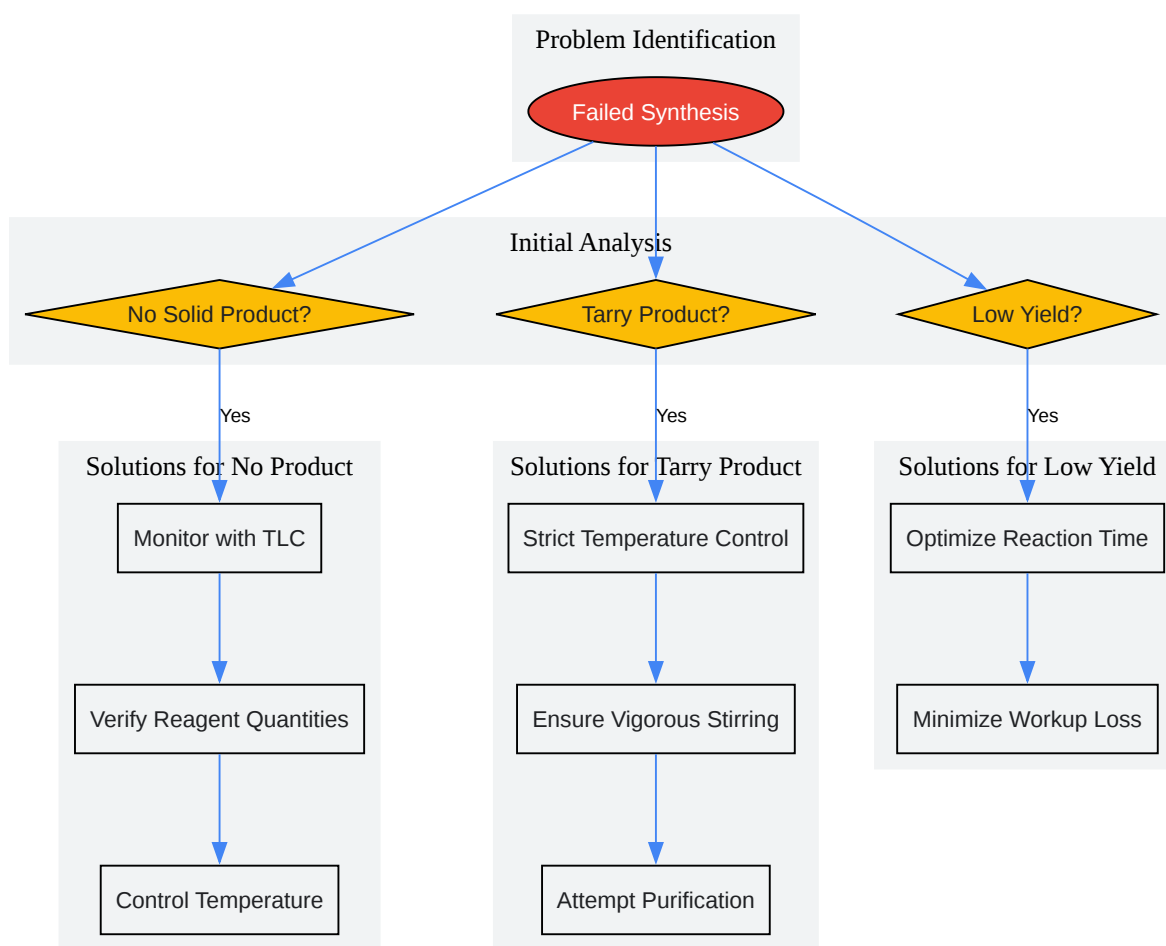 Problem Identification
Failed Synthesis
Initial Analysis
No Solid Product?
Tarry Product?
Low Yield?
Yes
Yes
Yes
Solutions for No Product
Solutions for Tarry Product
Solutions for Low Yield
Monitor with TLC
Strict Temperature Control
Optimize Reaction Time
Verify Reagent Quantities
Ensure Vigorous Stirring
Minimize Workup Loss
Control Temperature
Attempt Purification